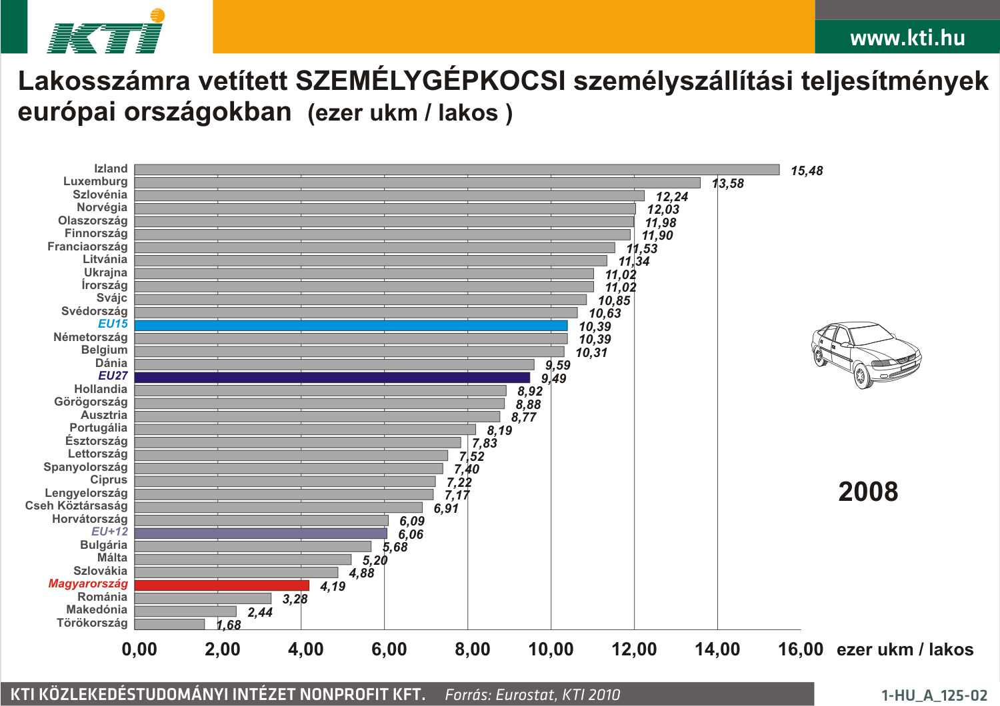 KTI
www.kti.hu
Lakosszámra vetített SZEMÉLYGÉPKOCSI személyszállítási teljesítmények
európai országokban (ezer ukm / lakos )
Izland 15,48
Luxemburg 13,58
Szlovénia 12,24
Norvégia 12,03
Olaszország 11,98
Finnország 11,90
Franciaország 11,53
Litvánia 11,34
Ukrajna 11,02
Írország 11,02
Svájc 10,85
Svédország 10,63
EU15 10,39
Németország 10,39
Belgium 10,31
Dánia 9,59
EU27 9,49
Hollandia 8,92
Görögország 8,88
Ausztria 8,77
Portugália 8,19
Észtország 7,83
Lettország 7,52
Spanyolország 7,40
Ciprus 7,22
Lengyelország 7,17
Cseh Köztársaság 6,91
Horvátország 6,09
EU+12 6,06
Bulgária 5,68
Málta 5,20
Szlovákia 4,88
Magyarország 4,19
Románia 3,28
Makedónia 2,44
Törökország 1,68
2008
0,00 2,00 4,00 6,00 8,00 10,00 12,00 14,00 16,00 ezer ukm / lakos
KTI KÖZLEKEDÉSTUDOMÁNYI INTÉZET NONPROFIT KFT. Forrás: Eurostat, KTI 2010
1-HU_A_125-02